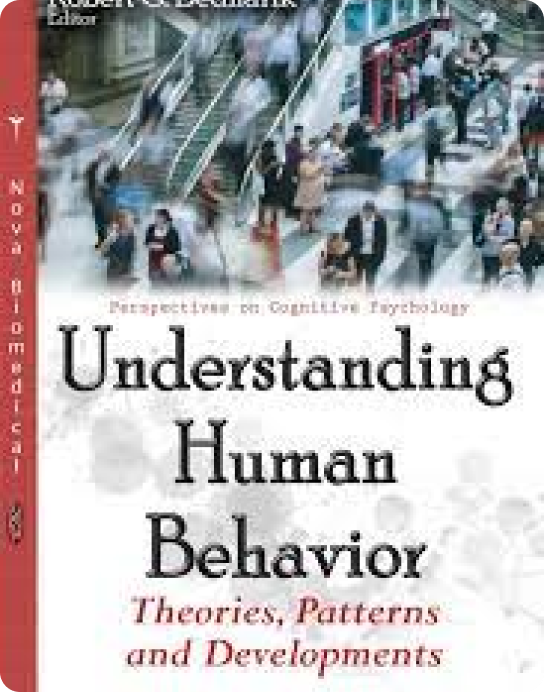 Editor
Nova Biomedical
Perspectives on Cognitive Psychology
Understanding
Human
Behavior
Theories, Patterns
and Developments